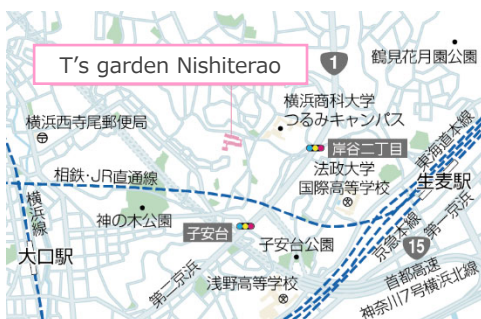 T's garden Nishiterao
1
鶴見花月園公園
横浜商科大学
つるみキャンパス
横浜西寺尾郵便局
岸谷二丁目
東海道本線
法政大学
国際高等学校
生麦駅
相鉄・JR直通線
横浜線
神の木公園
子安台
京急本線
第一京浜
大口駅
子安台公園
15
第二京浜
浅野高等学校
首都高速
神奈川7号横浜北線